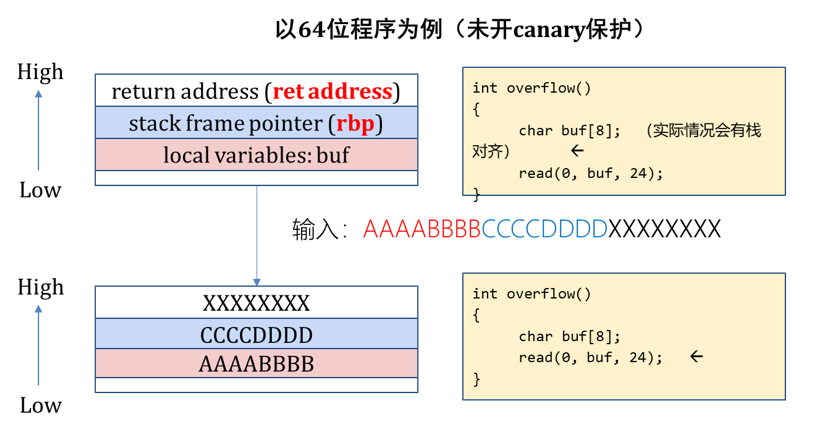 以64位程序为例（未开canary保护）
High
Low
return address (ret address)
stack frame pointer (rbp)
local variables: buf
int overflow()
{
char buf[8]; （实际情况会有栈
对齐） ←
read(0, buf, 24);
}
输入：AAAABBBBCCCCDDDDXXXXXXXX
High
Low
XXXXXXXX
CCCCDDDD
AAAABBBB
int overflow()
{
char buf[8];
read(0, buf, 24); ←
}